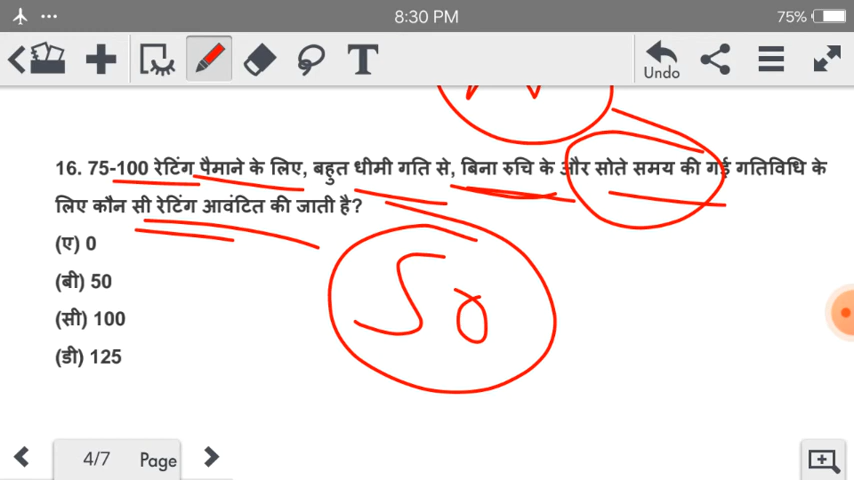 8:30 PM
75%
T
Undo
16. 75-100 रेटिंग पैमाने के लिए, बहुत धीमी गति से, बिना रुचि के और सोते समय की गई गतिविधि के
लिए कौन सी रेटिंग आवंटित की जाती है?
(ए) 0
(बी) 50
(सी) 100
(डी) 125
50
4/7 Page